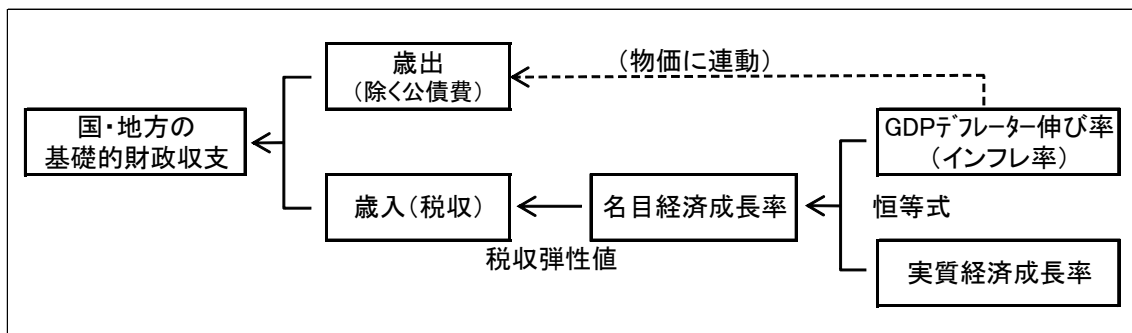 歳出
(除く公債費)
(物価に連動)
国・地方の
基礎的財政収支
GDPﾃﾞﾌﾚｰﾀｰ伸び率
(インフレ率)
歳入(税収)
名目経済成長率
恒等式
税収弾性値
実質経済成長率